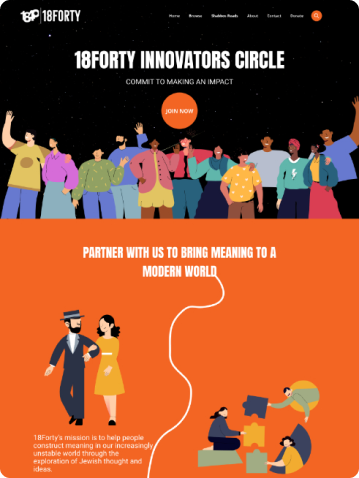 18FORTY
Home Browse Shabbos Reads About Contact Donate
18FORTY INNOVATORS CIRCLE
COMMIT TO MAKING AN IMPACT
JOIN NOW
PARTNER WITH US TO BRING MEANING TO A
MODERN WORLD
18Forty's mission is to help people
construct meaning in our increasingly
unstable world through the
exploration of Jewish thought and
ideas.